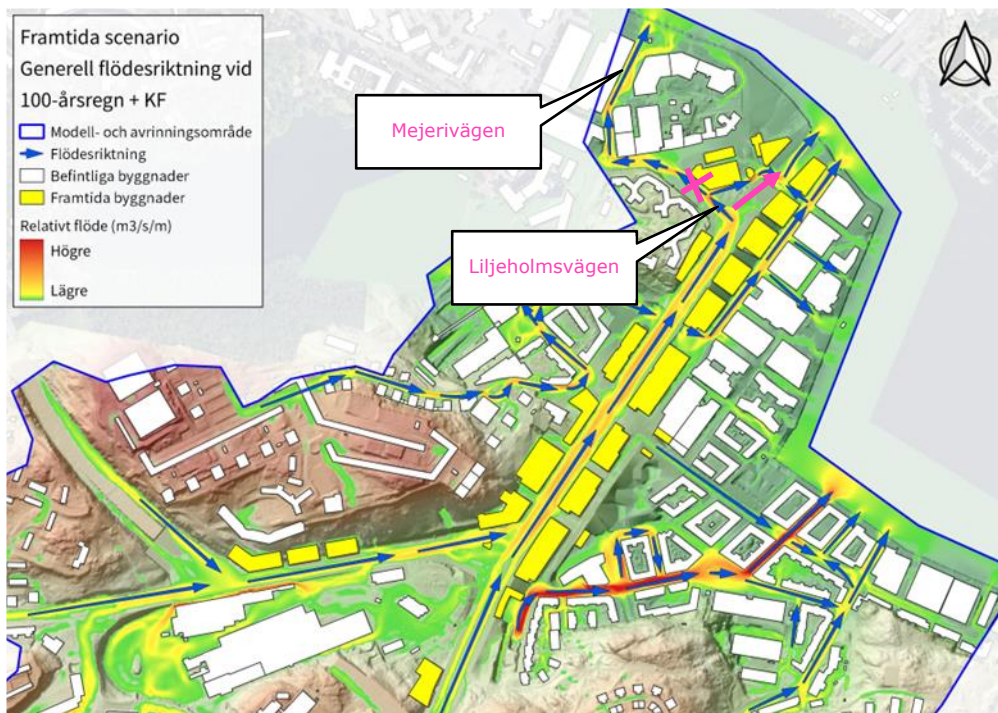 Framtida scenario
Generell flödesriktning vid
100-årsregn + KF
Modell- och avrinningsområde
Flödesriktning
Befintliga byggnader
Framtida byggnader
Relativt flöde (m3/s/m)
Högre
Lägre
Mejerivägen
Liljeholmsvägen